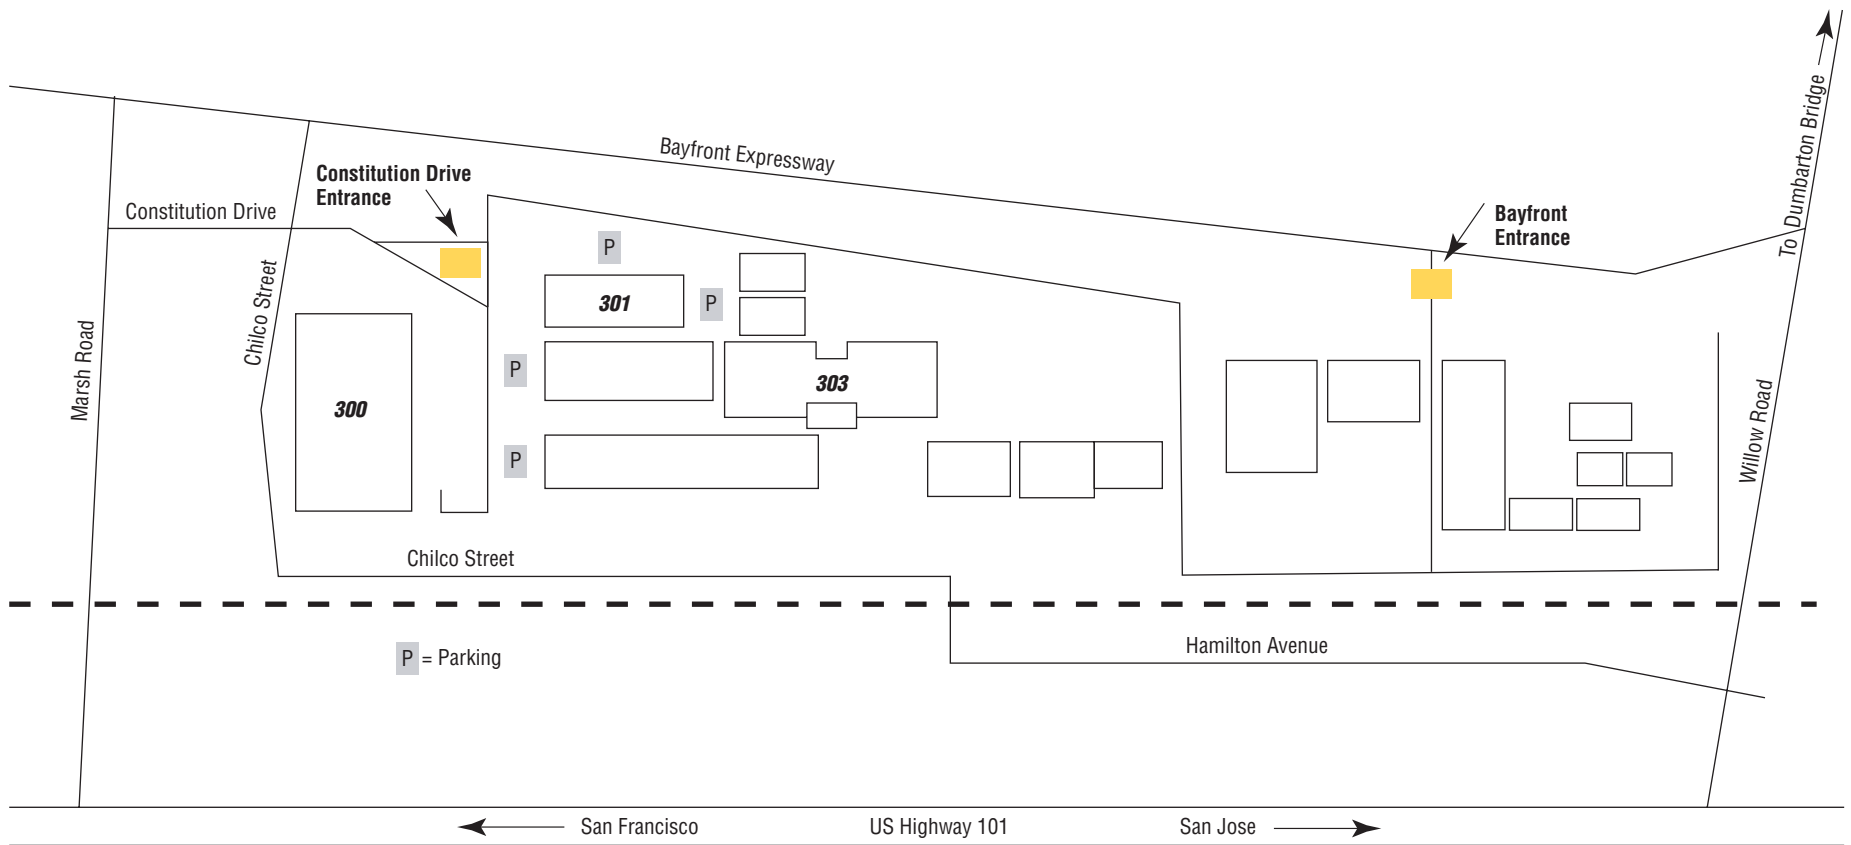 To Dumbarton Bridge
Bayfront Expressway
Constitution Drive
Entrance
Constitution Drive
Bayfront
Entrance
P
301
P
Chilco Street
Marsh Road
P
303
300
Willow Road
P
Chilco Street
Hamilton Avenue
P = Parking
San Francisco
US Highway 101
San Jose